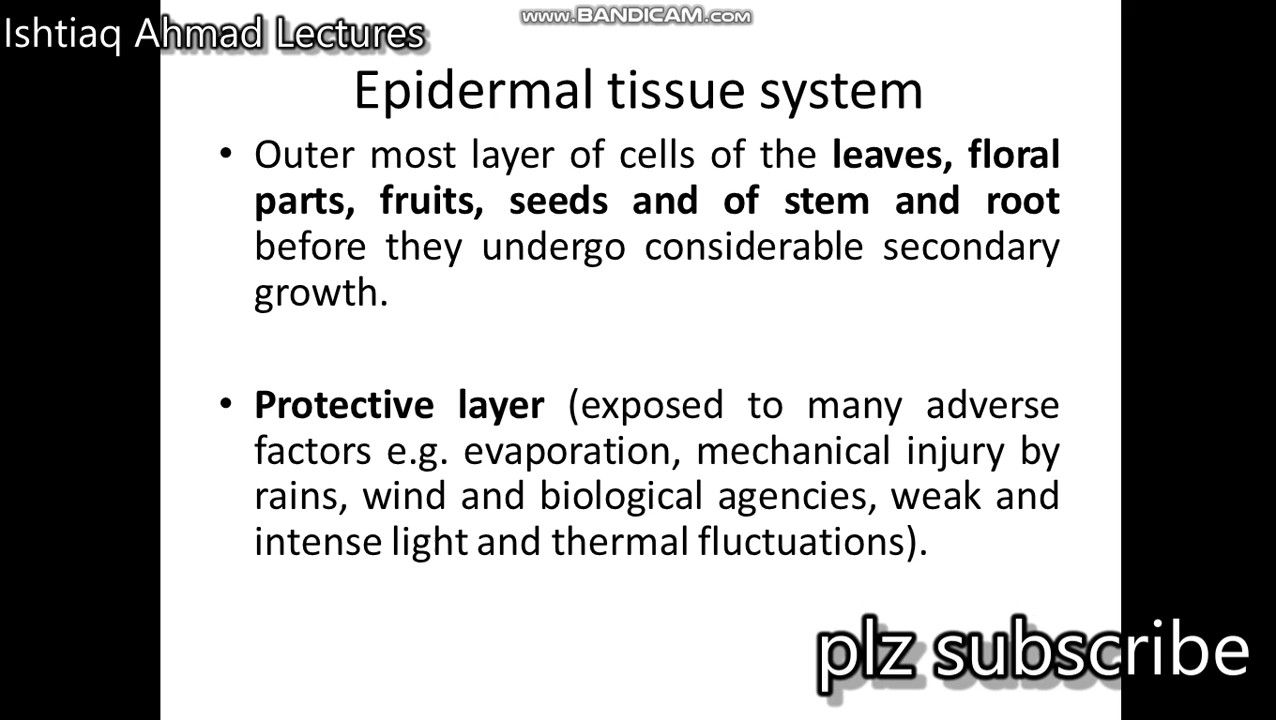 www.BANDICAM.com
Ishtiaq Ahmad Lectures
Epidermal tissue system
• Outer most layer of cells of the leaves, floral
parts, fruits, seeds and of stem and root
before they undergo considerable secondary
growth.
• Protective layer (exposed to many adverse
factors e.g. evaporation, mechanical injury by
rains, wind and biological agencies, weak and
intense light and thermal fluctuations).
plz subscribe